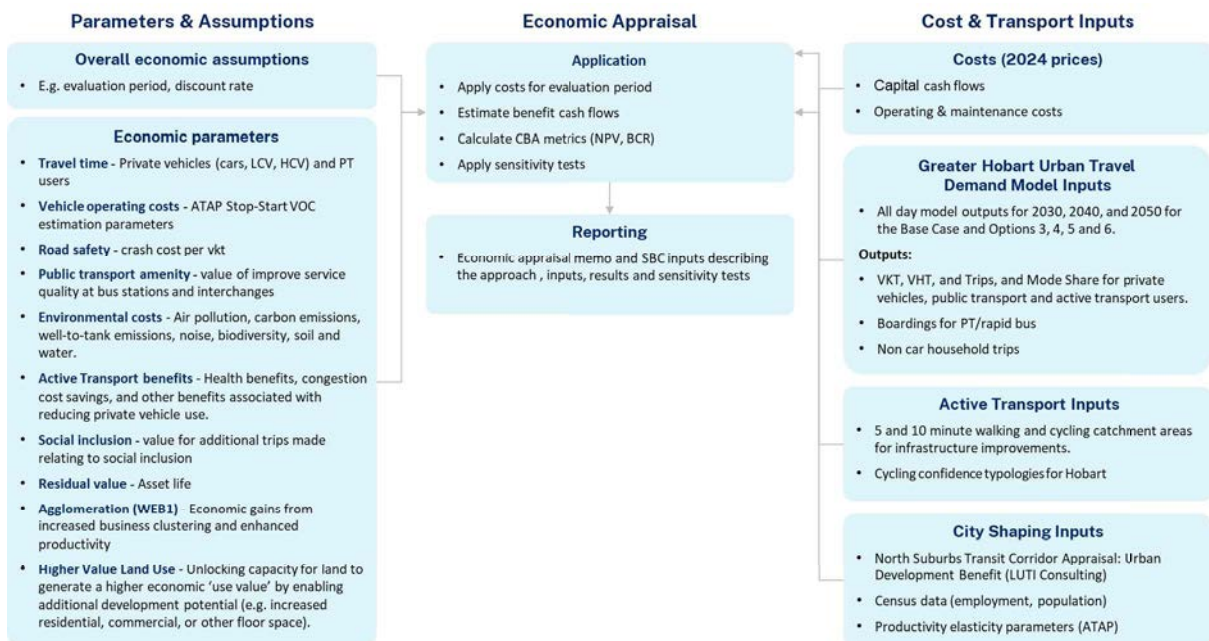 Parameters & Assumptions
Overall economic assumptions
• E.g. evaluation period, discount rate
Economic parameters
• Travel time - Private vehicles (cars, LCV, HCV) and PT
users
• Vehicle operating costs - ATAP Stop-Start VOC
estimation parameters
• Road safety - crash cost per vkt
• Public transport amenity - value of improve service
quality at bus stations and interchanges
• Environmental costs - Air pollution, carbon emissions,
well-to-tank emissions, noise, biodiversity, soil and
water.
• Active Transport benefits - Health benefits, congestion
cost savings, and other benefits associated with
reducing private vehicle use.
• Social inclusion - value for additional trips made
relating to social inclusion
• Residual value - Asset life
• Agglomeration (WEB1) - Economic gains from
increased business clustering and enhanced
productivity
• Higher Value Land Use - Unlocking capacity for land to
generate a higher economic ‘use value’ by enabling
additional development potential (e.g. increased
residential, commercial, or other floor space).
Economic Appraisal
Application
• Apply costs for evaluation period
• Estimate benefit cash flows
• Calculate CBA metrics (NPV, BCR)
• Apply sensitivity tests
Reporting
• Economic appraisal memo and SBC inputs describing
the approach , inputs, results and sensitivity tests
Cost & Transport Inputs
Costs (2024 prices)
• Capital cash flows
• Operating & maintenance costs
Greater Hobart Urban Travel
Demand Model Inputs
• All day model outputs for 2030, 2040, and 2050 for
the Base Case and Options 3, 4, 5 and 6.
Outputs:
• VKT, VHT, and Trips, and Mode Share for private
vehicles, public transport and active transport users.
• Boardings for PT/rapid bus
• Non car household trips
Active Transport Inputs
• 5 and 10 minute walking and cycling catchment areas
for infrastructure improvements.
• Cycling confidence typologies for Hobart
City Shaping Inputs
• North Suburbs Transit Corridor Appraisal: Urban
Development Benefit (LUTI Consulting)
• Census data (employment, population)
• Productivity elasticity parameters (ATAP)